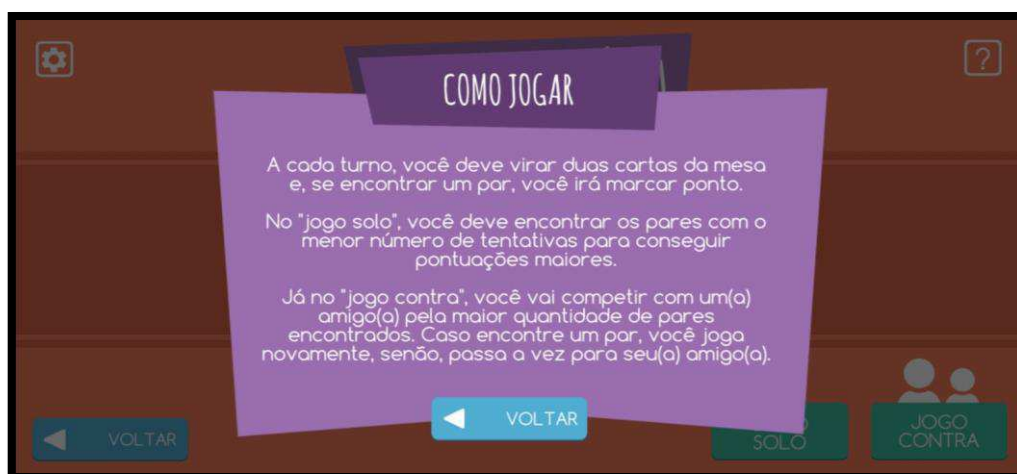 COMO JOGAR
A cada turno, você deve virar duas cartas da mesa
e, se encontrar um par, você irá marcar ponto.
No "jogo solo", você deve encontrar os pares com o
menor número de tentativas para conseguir
pontuações maiores.
Já no "jogo contra", você vai competir com um(a)
amigo(a) pela maior quantidade de pares
encontrados. Caso encontre um par, você joga
novamente, senão, passa a vez para seu(a) amigo(a).
VOLTAR
VOLTAR
SOLO
JOGO
CONTRA
?